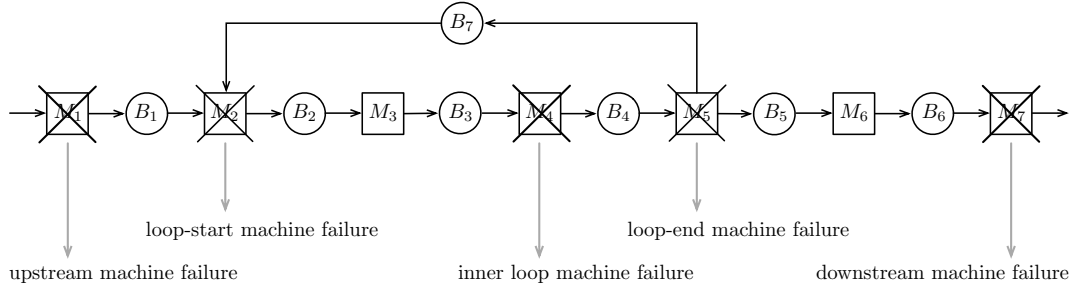 B7
M1 B1 M2 B2 M3 B3 M4 B4 M5 B5 M6 B6 M7
loop-start machine failure loop-end machine failure
upstream machine failure inner loop machine failure downstream machine failure